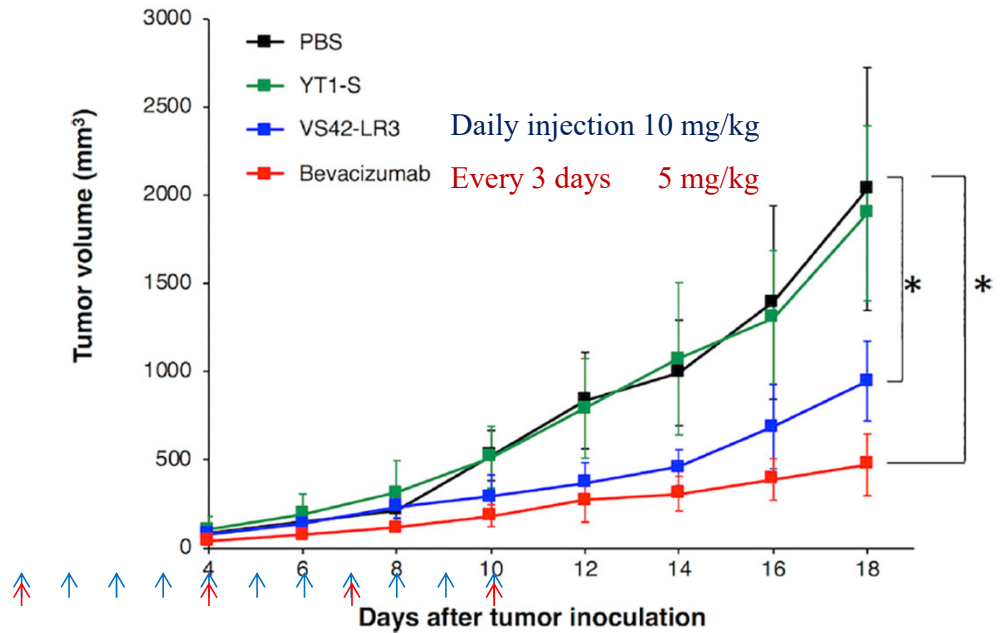 3000
2500
2000
1500
1000
500
0
Tumor volume (mm³)
PBS
YT1-S
VS42-LR3
Bevacizumab
Daily injection 10 mg/kg
Every 3 days 5 mg/kg
*
*
4 6 8 10 12 14 16 18
Days after tumor inoculation